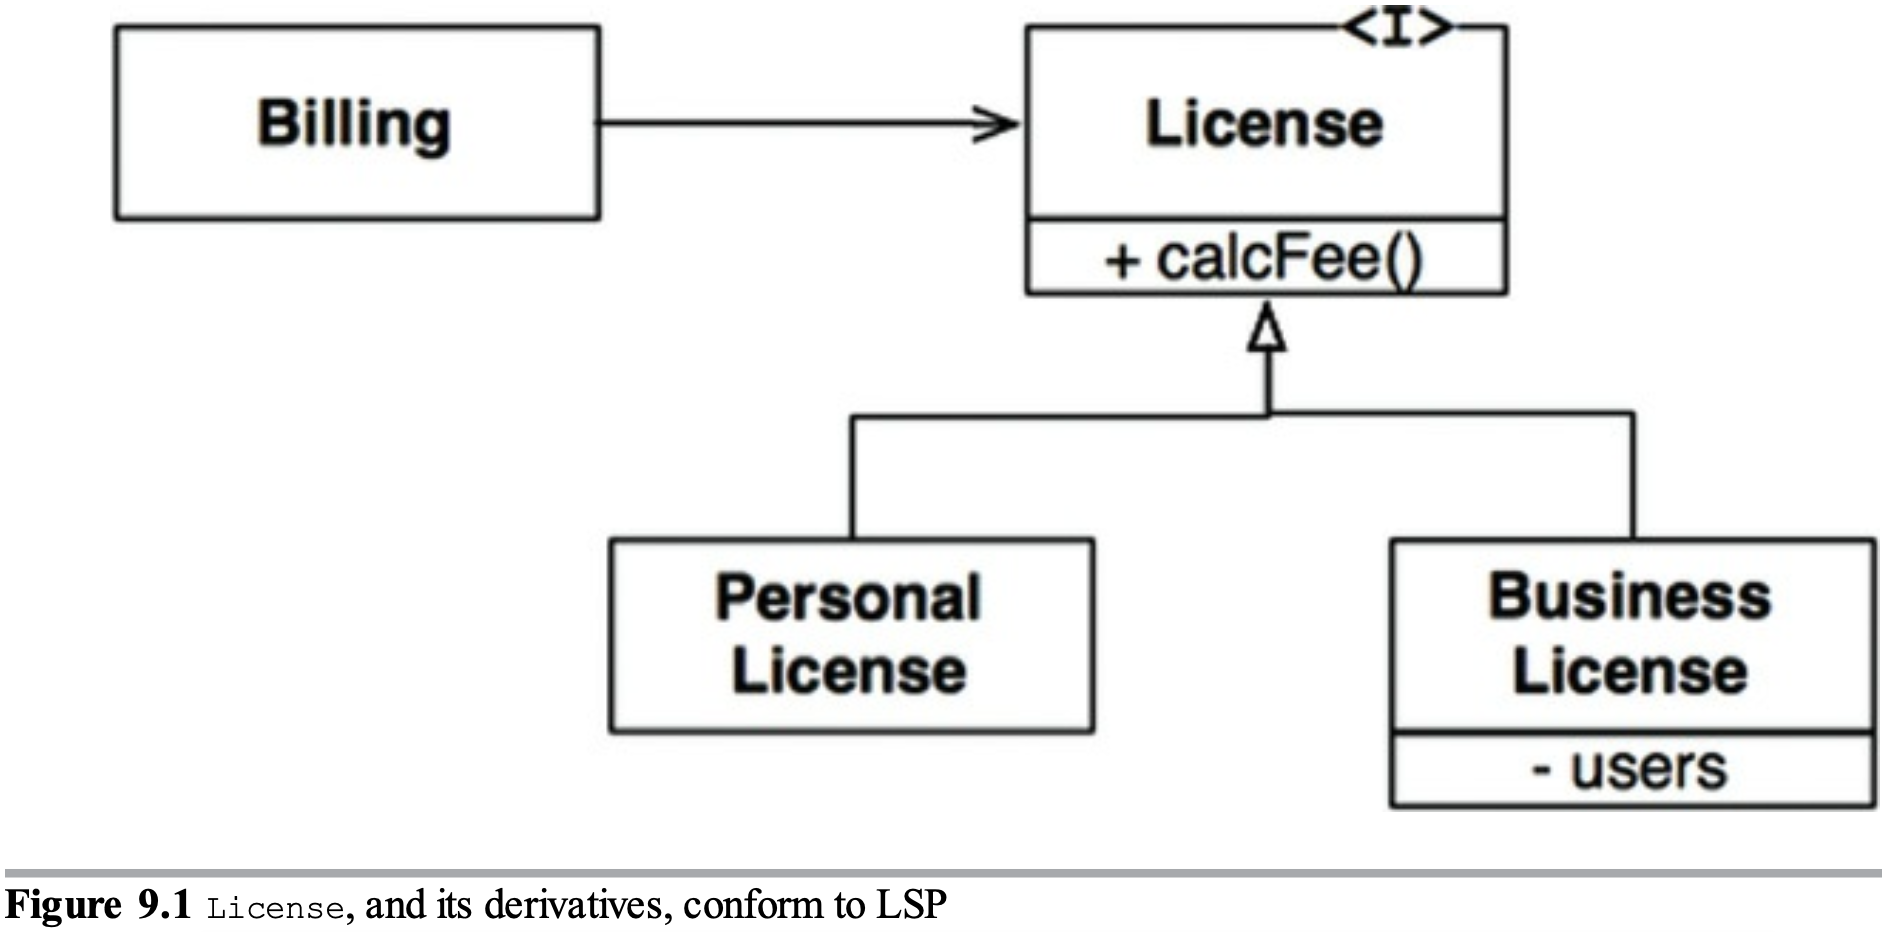 <I>
Billing
License
+ calcFee()
Personal
License
Business
License
- users
Figure 9.1 License, and its derivatives, conform to LSP